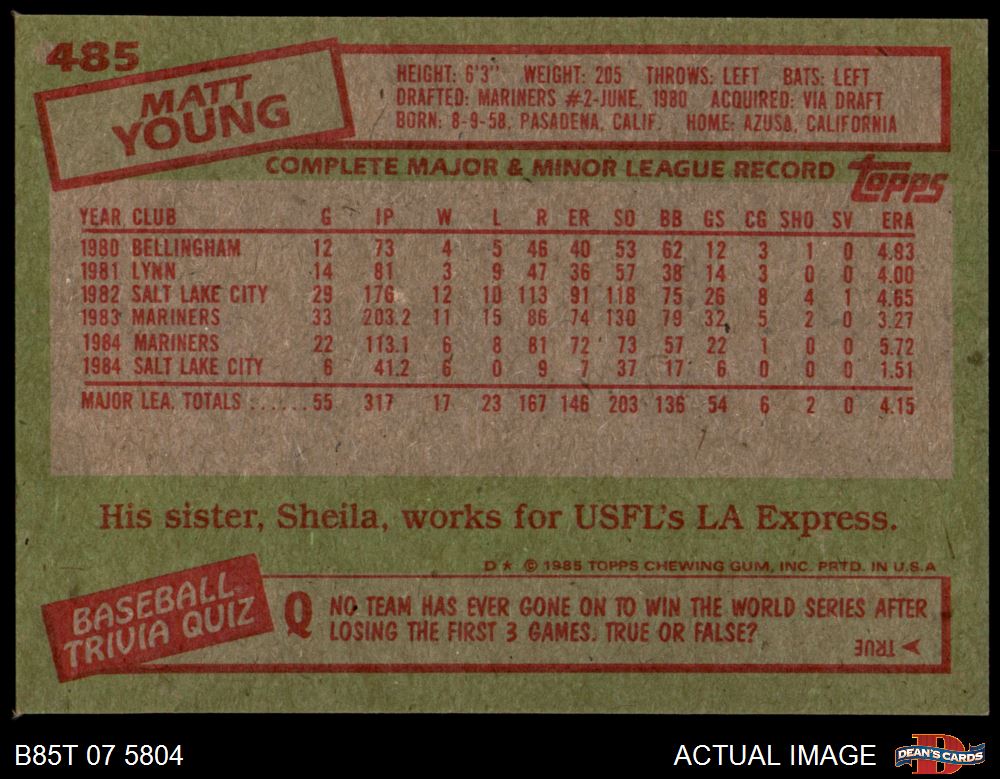 485
MATT
YOUNG
HEIGHT: 6'3" WEIGHT: 205 THROWS: LEFT BATS: LEFT
DRAFTED: MARINERS #2-JUNE, 1980 ACQUIRED: VIA DRAFT
BORN: 8-9-58, PASADENA, CALIF. HOME: AZUSA, CALIFORNIA
COMPLETE MAJOR & MINOR LEAGUE RECORD
Topps
YEAR CLUB G IP W L R ER SO BB GS CG SHO SV ERA
1980 BELLINGHAM 12 73 4 5 46 40 53 62 12 3 1 0 4.93
1981 LYNN 14 81 3 9 47 36 57 38 14 3 0 0 4.00
1982 SALT LAKE CITY 29 176 12 10 113 91 118 75 26 8 4 1 4.65
1983 MARINERS 33 203.2 11 15 86 74 130 79 32 5 2 0 3.27
1984 MARINERS 22 113.1 6 8 81 72 73 57 22 1 0 0 5.72
1984 SALT LAKE CITY 6 41.2 6 0 9 7 37 17 6 0 0 0 1.51
MAJOR LEA. TOTALS ...... 55 317 17 23 167 146 203 136 54 6 2 0 4.15
His sister, Sheila, works for USFL's LA Express.
D* © 1985 TOPPS CHEWING GUM, INC. PRTD. IN U.S.A
BASEBALL
TRIVIA QUIZ
Q NO TEAM HAS EVER GONE ON TO WIN THE WORLD SERIES AFTER
LOSING THE FIRST 3 GAMES. TRUE OR FALSE?
TRUE
B85T 07 5804
ACTUAL IMAGE
D
DEAN'S CARDS